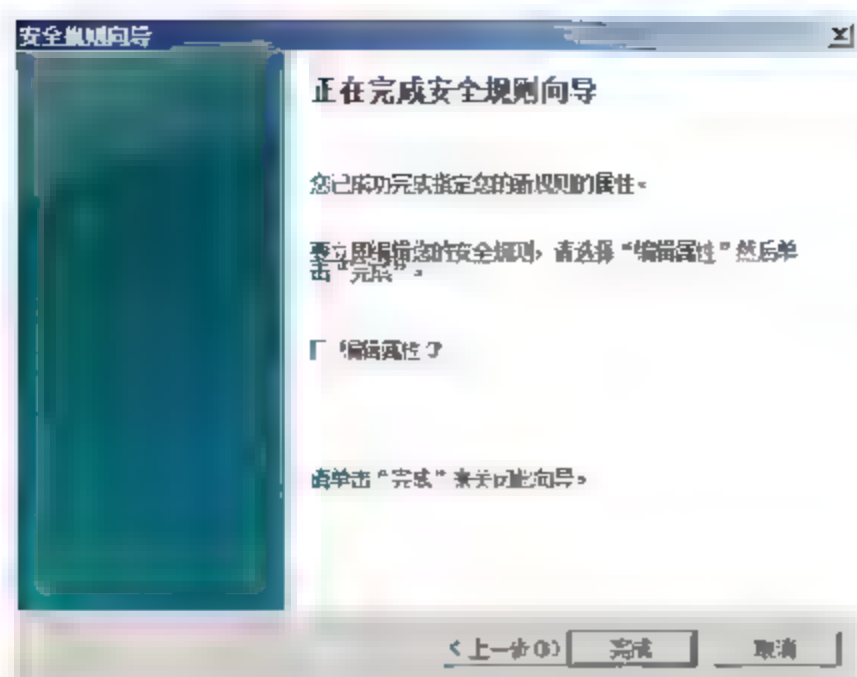 安全规则向导
正在完成安全规则向导
您已成功完成指定您的新规则的属性。
要立即编辑您的安全规则，请选择“编辑属性”然后单
击“完成”。
编辑属性
请单击“完成”来关闭此向导。
< 上一步(B) 完成 取消